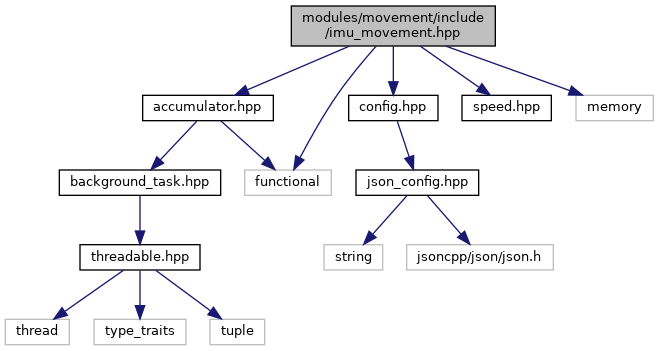 modules/movement/include
/imu_movement.hpp
accumulator.hpp
config.hpp
speed.hpp
memory
background_task.hpp
functional
json_config.hpp
threadable.hpp
string
jsoncpp/json/json.h
thread
type_traits
tuple